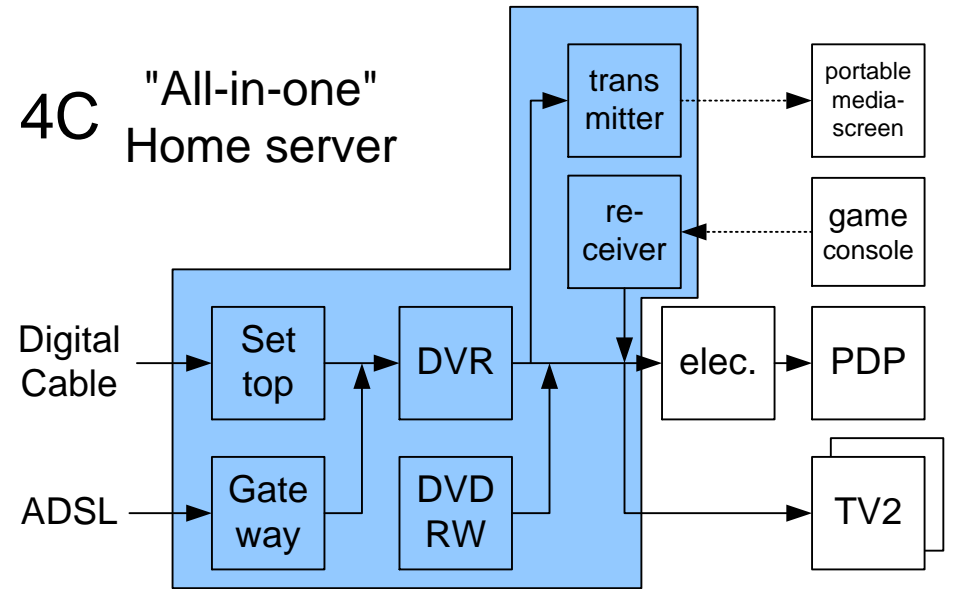 4C
"All-in-one"
Home server
trans
mitter
portable
media-
screen
re-
ceiver
game
console
Digital
Cable
Set
top
DVR
elec.
PDP
ADSL
Gate
way
DVD
RW
TV2